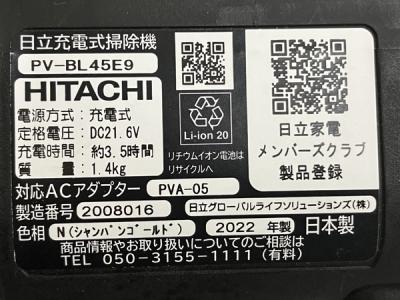 日立充電式掃除機
PV-BL45E9
HITACHI
電源方式：充電式
定格電圧：DC21.6V
充電時間：約3.5時間
質量：1.4kg
Li-ion 20
リチウムイオン電池は
リサイクルへ
日立家電
メンバーズクラブ
製品登録
対応ACアダプター PVA-05
製造番号 2008016 日立グローバルライフソリューションズ(株)
色相 N(シャンパンゴールド) 2022 年製 日本製
商品情報やお取り扱いについてのご相談
TEL 050-3155-1111 (有料)